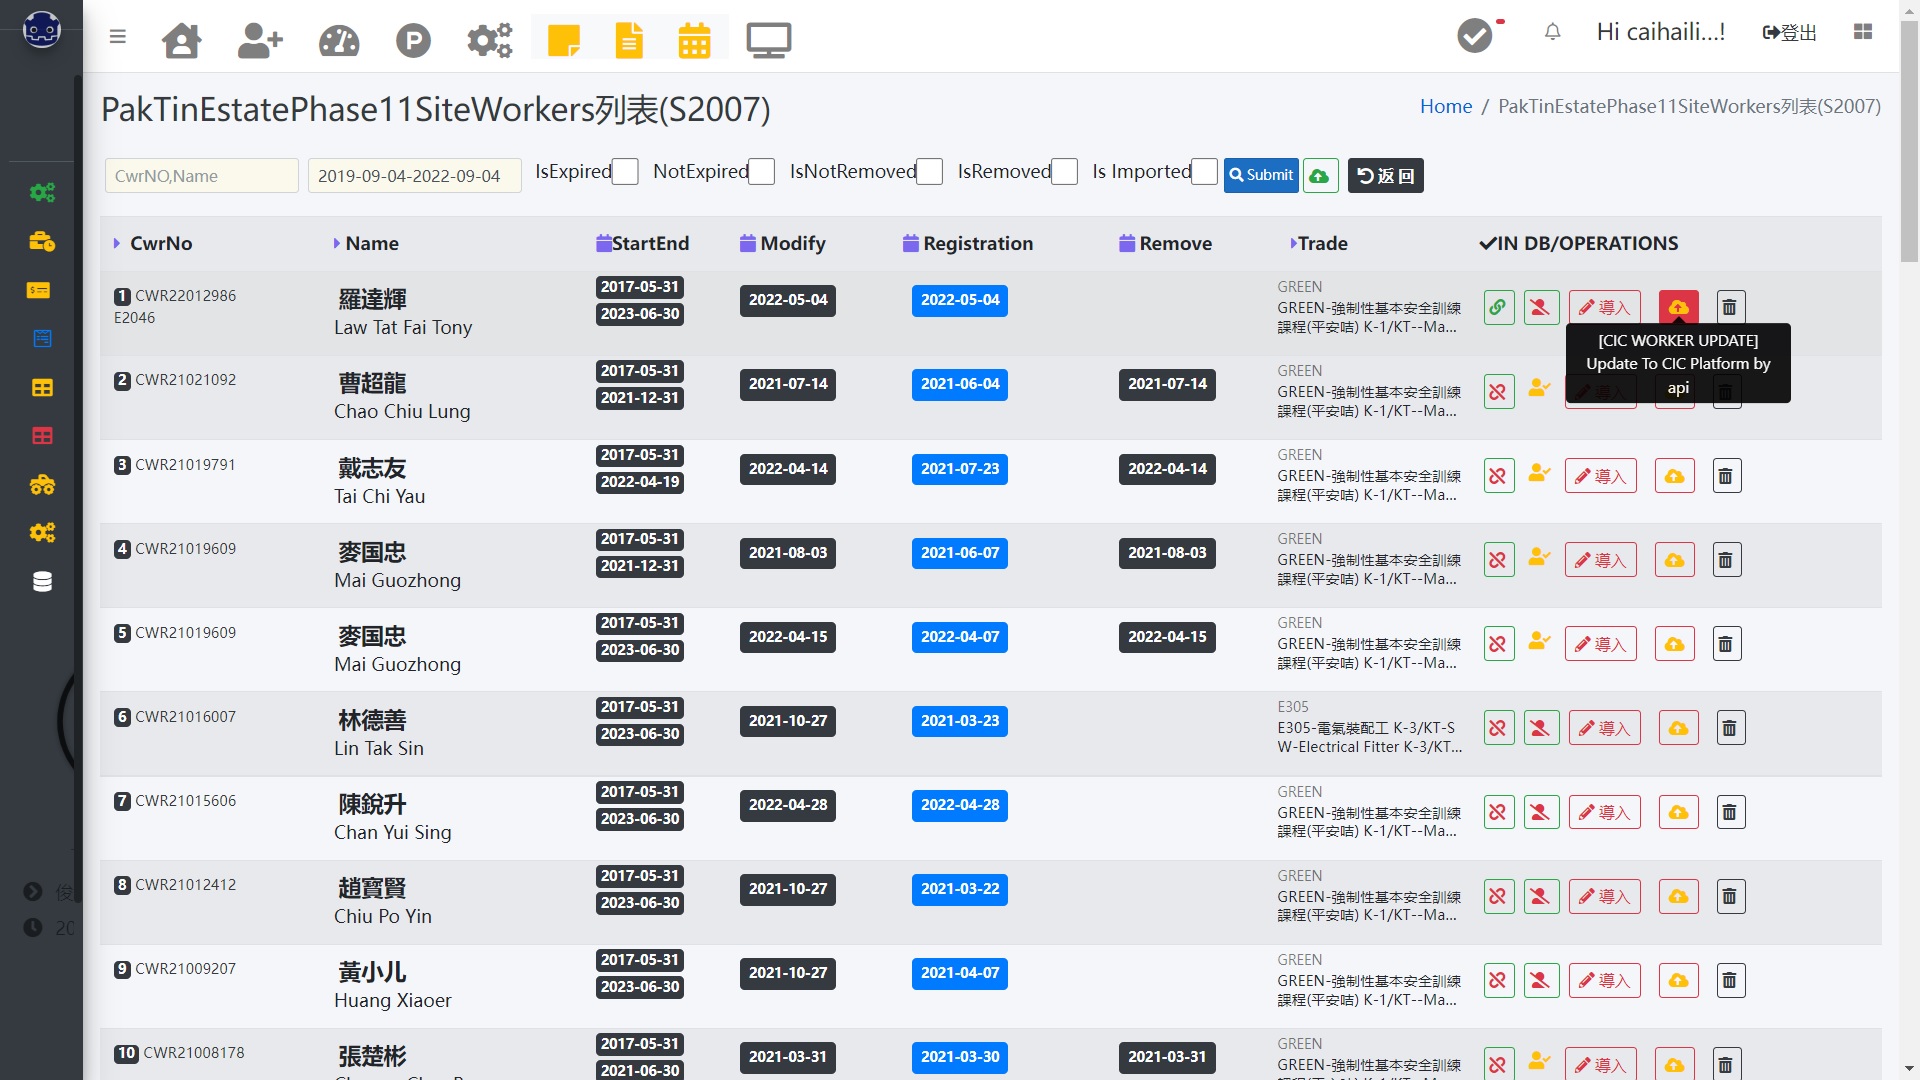 Hi caihaili...!
登出
PakTinEstatePhase11SiteWorkers列表(S2007)
Home / PakTinEstatePhase11SiteWorkers列表(S2007)
CwrNO,Name
2019-09-04-2022-09-04
IsExpired
NotExpired
IsNotRemoved
IsRemoved
Is Imported
Submit
返 回
CwrNo Name StartEnd Modify Registration Remove Trade IN DB/OPERATIONS
1 CWR22012986
E2046
羅達輝
Law Tat Fai Tony
2017-05-31
2023-06-30
2022-05-04
2022-05-04
GREEN
GREEN-強制性基本安全訓練
課程(平安咭) K-1/KT--Ma...
導入
[CIC WORKER UPDATE]
Update To CIC Platform by
api
2 CWR21021092
曹超龍
Chao Chiu Lung
2017-05-31
2021-12-31
2021-07-14
2021-06-04
2021-07-14
GREEN
GREEN-強制性基本安全訓練
課程(平安咭) K-1/KT--Ma...
3 CWR21019791
戴志友
Tai Chi Yau
2017-05-31
2022-04-19
2022-04-14
2021-07-23
2022-04-14
GREEN
GREEN-強制性基本安全訓練
課程(平安咭) K-1/KT--Ma...
導入
4 CWR21019609
麥国忠
Mai Guozhong
2017-05-31
2021-12-31
2021-08-03
2021-06-07
2021-08-03
GREEN
GREEN-強制性基本安全訓練
課程(平安咭) K-1/KT--Ma...
導入
5 CWR21019609
麥国忠
Mai Guozhong
2017-05-31
2023-06-30
2022-04-15
2022-04-07
2022-04-15
GREEN
GREEN-強制性基本安全訓練
課程(平安咭) K-1/KT--Ma...
導入
6 CWR21016007
林德善
Lin Tak Sin
2017-05-31
2023-06-30
2021-10-27
2021-03-23
E305
E305-電氣裝配工 K-3/KT-S
W-Electrical Fitter K-3/KT...
導入
7 CWR21015606
陳銳升
Chan Yui Sing
2017-05-31
2023-06-30
2022-04-28
2022-04-28
GREEN
GREEN-強制性基本安全訓練
課程(平安咭) K-1/KT--Ma...
導入
8 CWR21012412
趙寶賢
Chiu Po Yin
2017-05-31
2023-06-30
2021-10-27
2021-03-22
GREEN
GREEN-強制性基本安全訓練
課程(平安咭) K-1/KT--Ma...
導入
俊
20
9 CWR21009207
黃小儿
Huang Xiaoer
2017-05-31
2023-06-30
2021-10-27
2021-04-07
GREEN
GREEN-強制性基本安全訓練
課程(平安咭) K-1/KT--Ma...
導入
10 CWR21008178
張楚彬
2017-05-31
2021-06-30
2021-03-31
2021-03-30
2021-03-31
GREEN
GREEN-強制性基本安全訓練
導入